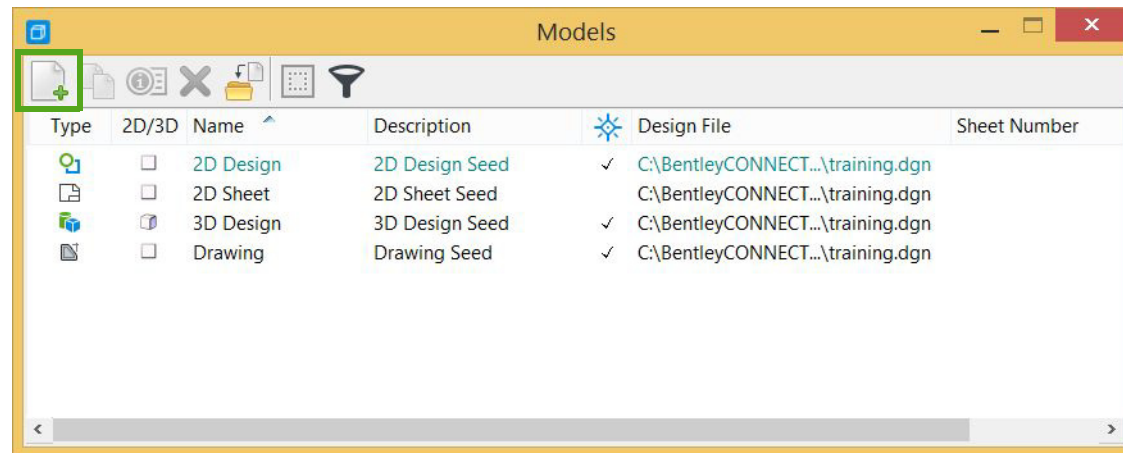 Models
Type 2D/3D Name Description Design File Sheet Number
2D Design 2D Design Seed ✓ C:\BentleyCONNECT...\training.dgn
2D Sheet 2D Sheet Seed C:\BentleyCONNECT...\training.dgn
3D Design 3D Design Seed ✓ C:\BentleyCONNECT...\training.dgn
Drawing Drawing Seed ✓ C:\BentleyCONNECT...\training.dgn